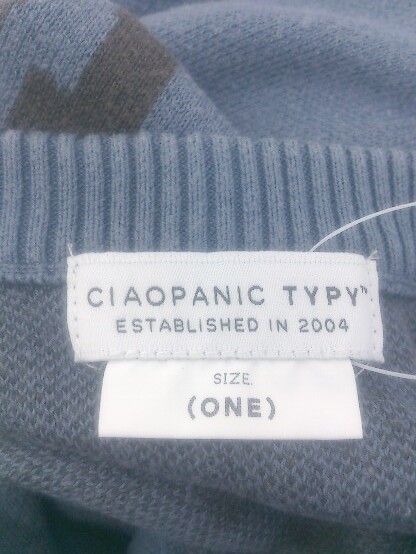 CIAOPANIC TYPY™
ESTABLISHED IN 2004
SIZE
(ONE)